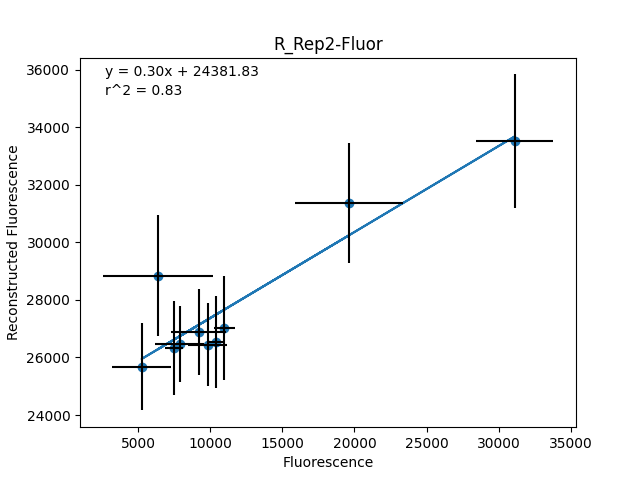 R_Rep2-Fluor
y = 0.30x + 24381.83
r^2 = 0.83
36000
34000
32000
30000
28000
26000
24000
Reconstructed Fluorescence
5000 10000 15000 20000 25000 30000 35000
Fluorescence